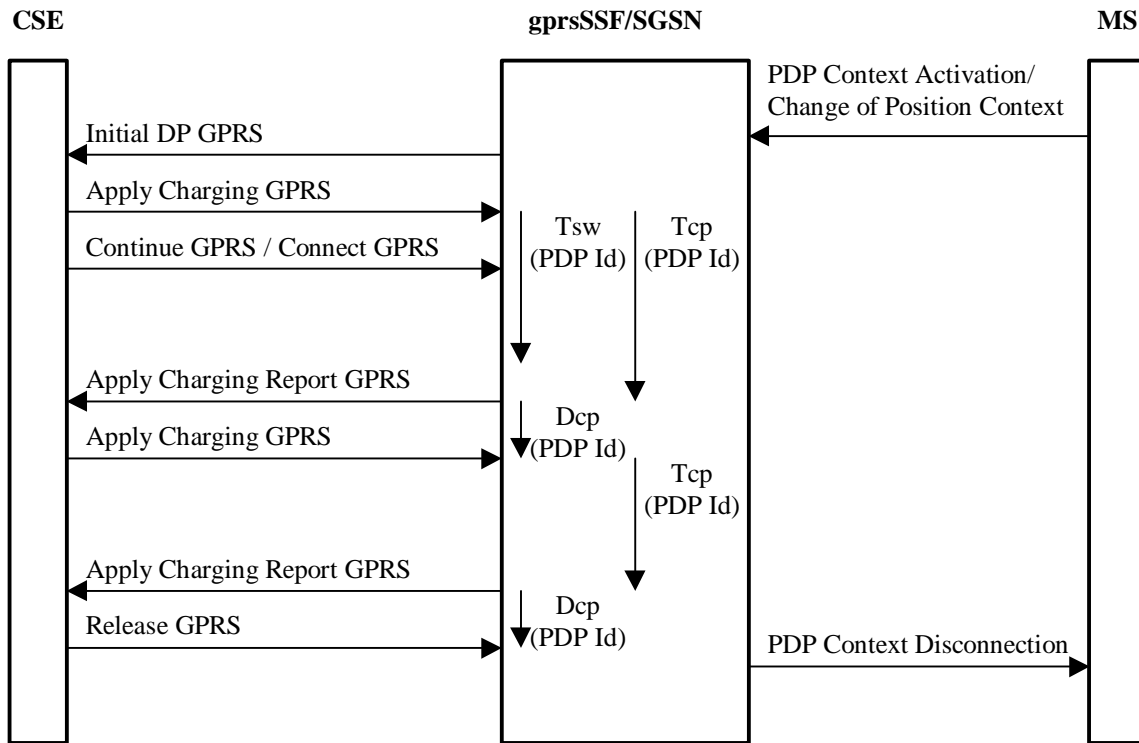 CSE
gprsSSF/SGSN
MS
PDP Context Activation/
Change of Position Context
Initial DP GPRS
Apply Charging GPRS
Tsw
(PDP Id)
Tcp
(PDP Id)
Continue GPRS / Connect GPRS
Apply Charging Report GPRS
Dcp
(PDP Id)
Apply Charging GPRS
Tcp
(PDP Id)
Apply Charging Report GPRS
Dcp
(PDP Id)
Release GPRS
PDP Context Disconnection